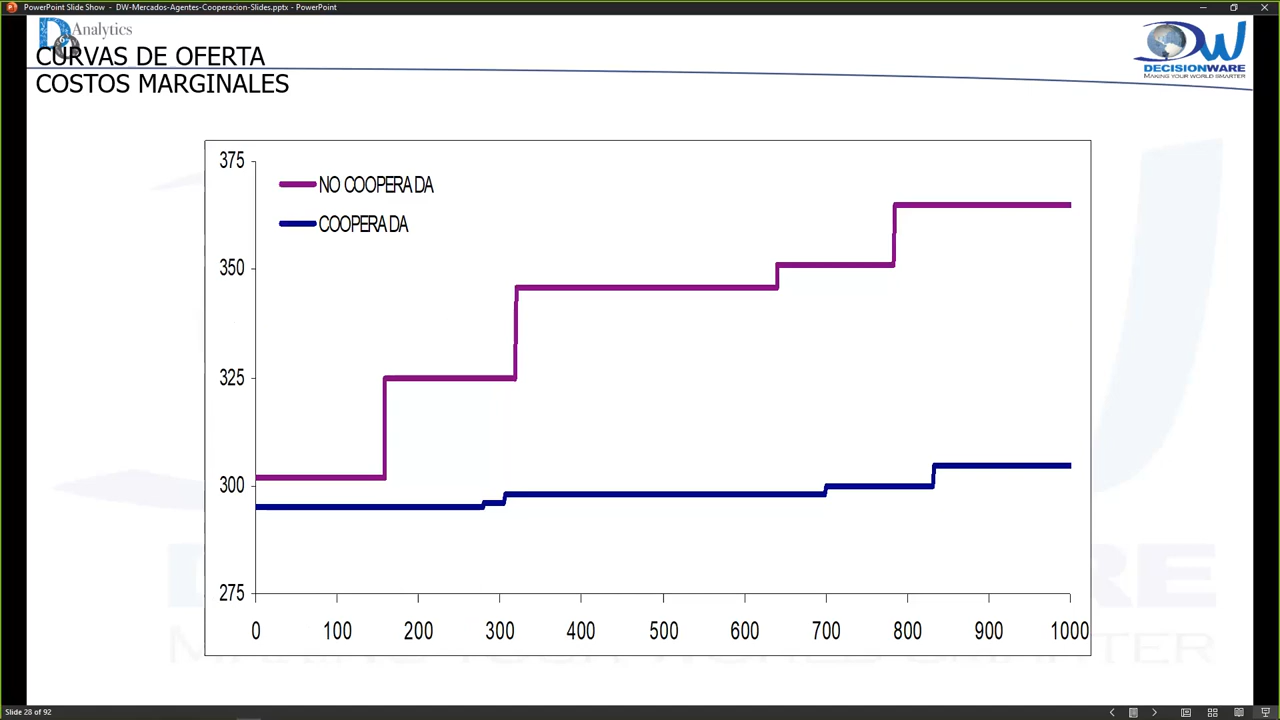 PowerPoint Slide Show - DW-Mercados-Agentes-Cooperacion-Slides.pptx - PowerPoint
Analytics
CURVAS DE OFERTA
COSTOS MARGINALES
DW
DECISIONWARE
MAKING YOUR WORLD SMARTER
375
350
325
300
275
NO COOPERADA
COOPERADA
0 100 200 300 400 500 600 700 800 900 1000
Slide 28 of 92